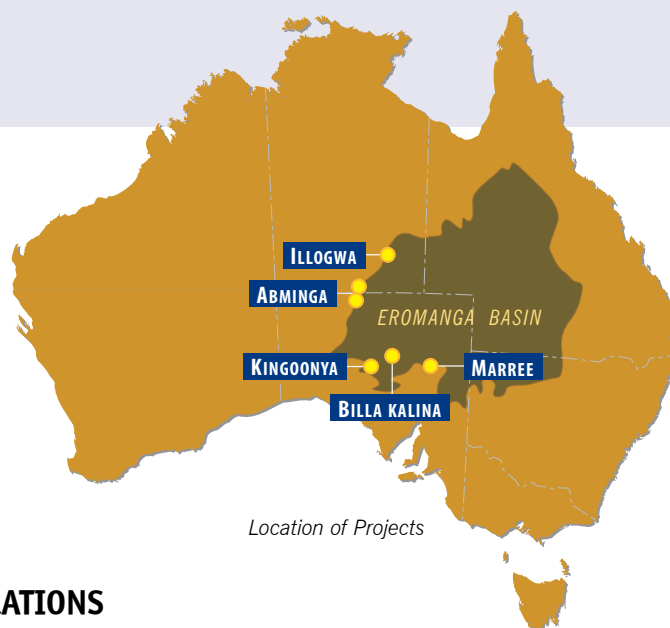 ILLOGWA
ABMINGA
EROMANGA BASIN
KINGOONYA
MARREE
BILLA KALINA
Location of Projects
ATIONS